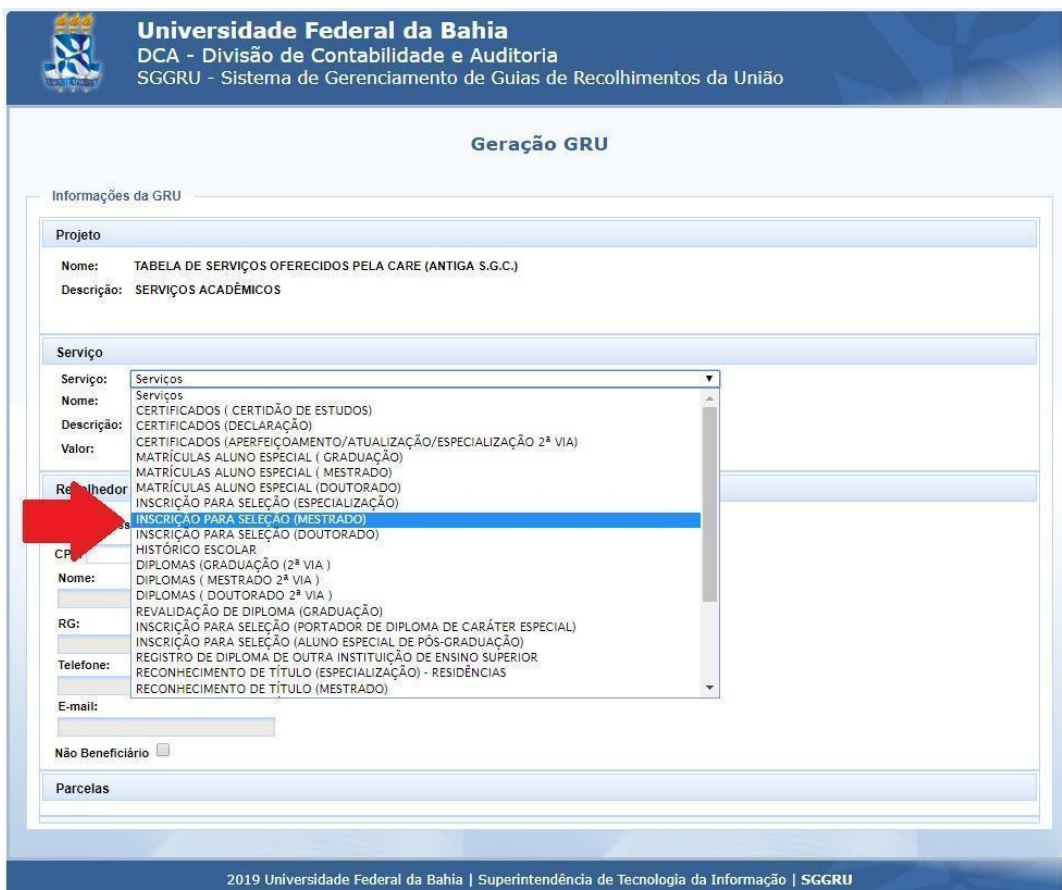 Universidade Federal da Bahia
DCA - Divisão de Contabilidade e Auditoria
SGGRU - Sistema de Gerenciamento de Guias de Recolhimentos da União
Geração GRU
Informações da GRU
Projeto
Nome: TABELA DE SERVIÇOS OFERECIDOS PELA CARE (ANTIGA S.G.C.)
Descrição: SERVIÇOS ACADÊMICOS
Serviço
Serviço: Serviços
Nome: Serviços
CERTIFICADOS ( CERTIDÃO DE ESTUDOS)
Descrição: CERTIFICADOS (DECLARAÇÃO)
CERTIFICADOS (APERFEIÇOAMENTO/ATUALIZAÇÃO/ESPECIALIZAÇÃO 2ª VIA)
Valor: MATRÍCULAS ALUNO ESPECIAL ( GRADUAÇÃO)
MATRÍCULAS ALUNO ESPECIAL ( MESTRADO)
MATRÍCULAS ALUNO ESPECIAL (DOUTORADO)
INSCRIÇÃO PARA SELEÇÃO (ESPECIALIZAÇÃO)
INSCRIÇÃO PARA SELEÇÃO (MESTRADO)
INSCRIÇÃO PARA SELEÇÃO (DOUTORADO)
HISTÓRICO ESCOLAR
DIPLOMAS (GRADUAÇÃO (2ª VIA )
Nome: DIPLOMAS ( MESTRADO 2ª VIA )
DIPLOMAS ( DOUTORADO 2ª VIA )
REVALIDAÇÃO DE DIPLOMA (GRADUAÇÃO)
RG: INSCRIÇÃO PARA SELEÇÃO (PORTADOR DE DIPLOMA DE CARÁTER ESPECIAL)
INSCRIÇÃO PARA SELEÇÃO (ALUNO ESPECIAL DE PÓS-GRADUAÇÃO)
Telefone: REGISTRO DE DIPLOMA DE OUTRA INSTITUIÇÃO DE ENSINO SUPERIOR
RECONHECIMENTO DE TÍTULO (ESPECIALIZAÇÃO) - RESIDÊNCIAS
RECONHECIMENTO DE TÍTULO (MESTRADO)
E-mail:
Não Beneficiário
Parcelas
2019 Universidade Federal da Bahia | Superintendência de Tecnologia da Informação | SGGRU